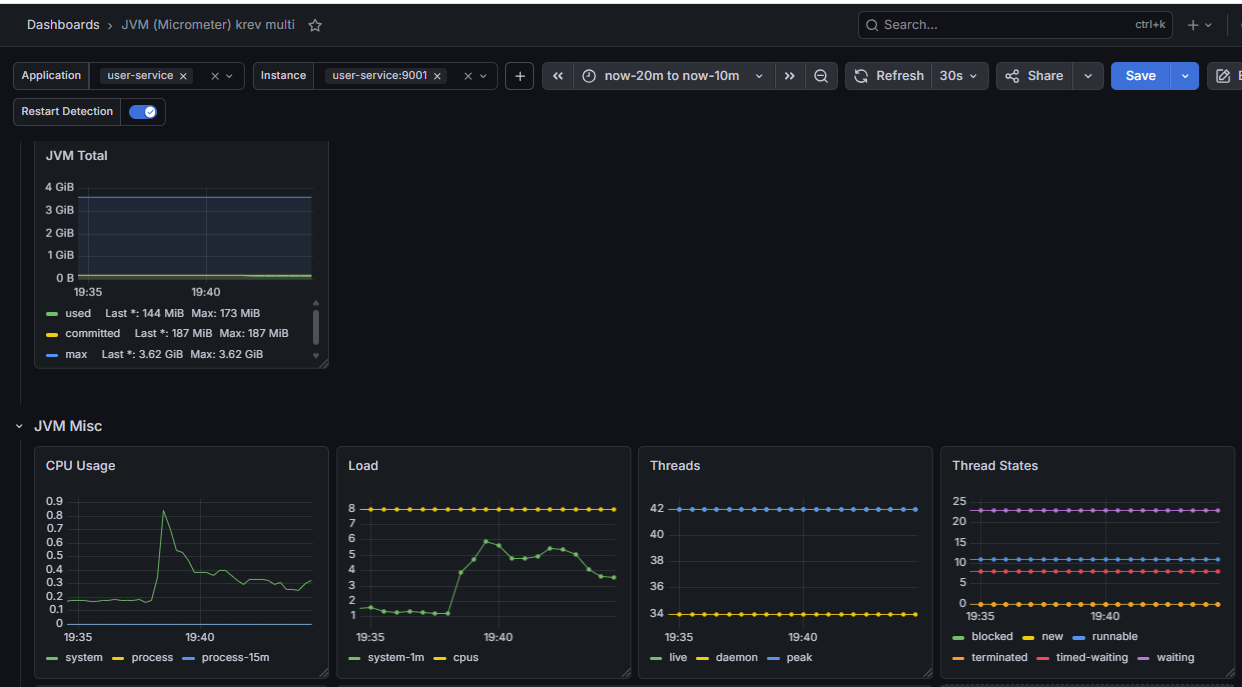 Dashboards › JVM (Micrometer) krev multi
Search... ctrl+k
Application user-service Instance user-service:9001 now-20m to now-10m Refresh 30s Share Save
Restart Detection
JVM Total
4 GiB
3 GiB
2 GiB
1 GiB
0 B
19:35 19:40
used Last *: 144 MiB Max: 173 MiB
committed Last *: 187 MiB Max: 187 MiB
max Last *: 3.62 GiB Max: 3.62 GiB
JVM Misc
CPU Usage
0.9
0.8
0.7
0.6
0.5
0.4
0.3
0.2
0.1
0
19:35 19:40
system process process-15m
Load
8
7
6
5
4
3
2
1
19:35 19:40
system-1m cpus
Threads
42
40
38
36
34
19:35 19:40
live daemon peak
Thread States
25
20
15
10
5
0
19:35 19:40
blocked new runnable
terminated timed-waiting waiting